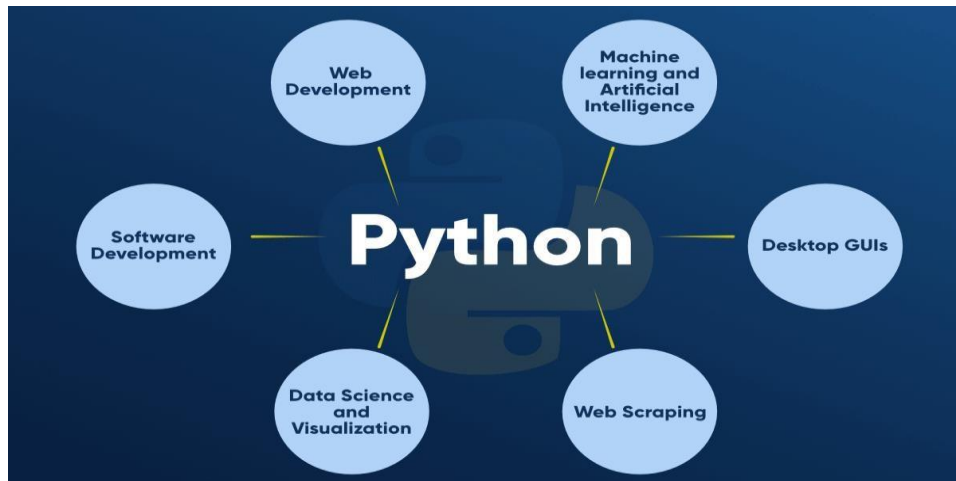 Web
Development
Machine
learning and
Artificial
Intelligence
Software
Development
Python
Desktop GUIs
Data Science
and
Visualization
Web Scraping